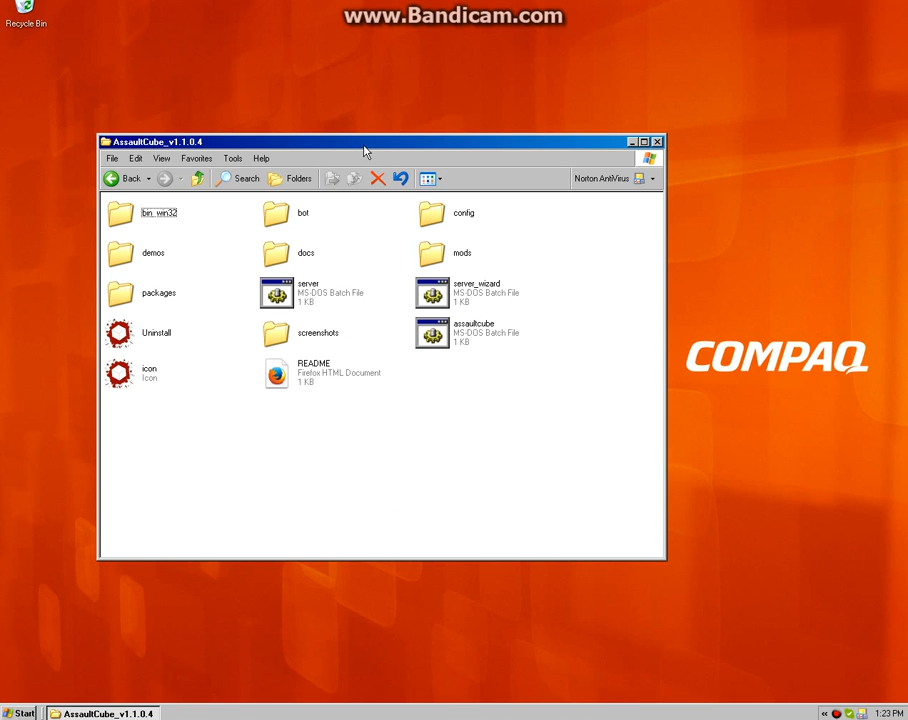 www.Bandicam.com
Recycle Bin
AssaultCube_v1.1.0.4
File Edit View Favorites Tools Help
Back Search Folders Norton AntiVirus
bin_win32 bot config
demos docs mods
packages
server
MS-DOS Batch File
1 KB
server_wizard
MS-DOS Batch File
1 KB
Uninstall screenshots
assaultcube
MS-DOS Batch File
1 KB
icon
Icon
README
Firefox HTML Document
1 KB
COMPAQ
Start AssaultCube_v1.1.0.4 1:23 PM